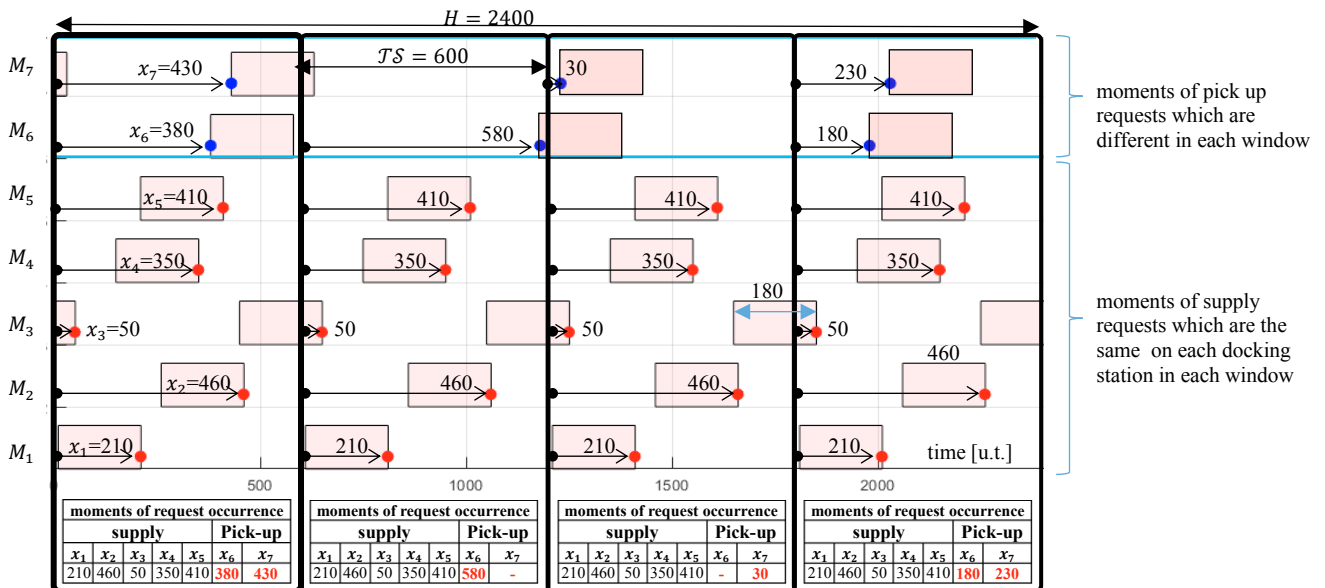 H = 2400
M₇
x₇=430
𝒯𝒮 = 600
30
230
M₆
x₆=380
580
180
M₅
x₅=410
410
410
410
M₄
x₄=350
350
350
350
M₃
x₃=50
50
50
180
50
M₂
x₂=460
460
460
460
M₁
x₁=210
210
210
210
time [u.t.]
0
500
1000
1500
2000
moments of pick up
requests which are
different in each window
moments of supply
requests which are the
same on each docking
station in each window
moments of request occurrence
supply Pick-up
x₁ x₂ x₃ x₄ x₅ x₆ x₇
210 460 50 350 410 380 430
moments of request occurrence
supply Pick-up
x₁ x₂ x₃ x₄ x₅ x₆ x₇
210 460 50 350 410 580 -
moments of request occurrence
supply Pick-up
x₁ x₂ x₃ x₄ x₅ x₆ x₇
210 460 50 350 410 - 30
moments of request occurrence
supply Pick-up
x₁ x₂ x₃ x₄ x₅ x₆ x₇
210 460 50 350 410 180 230